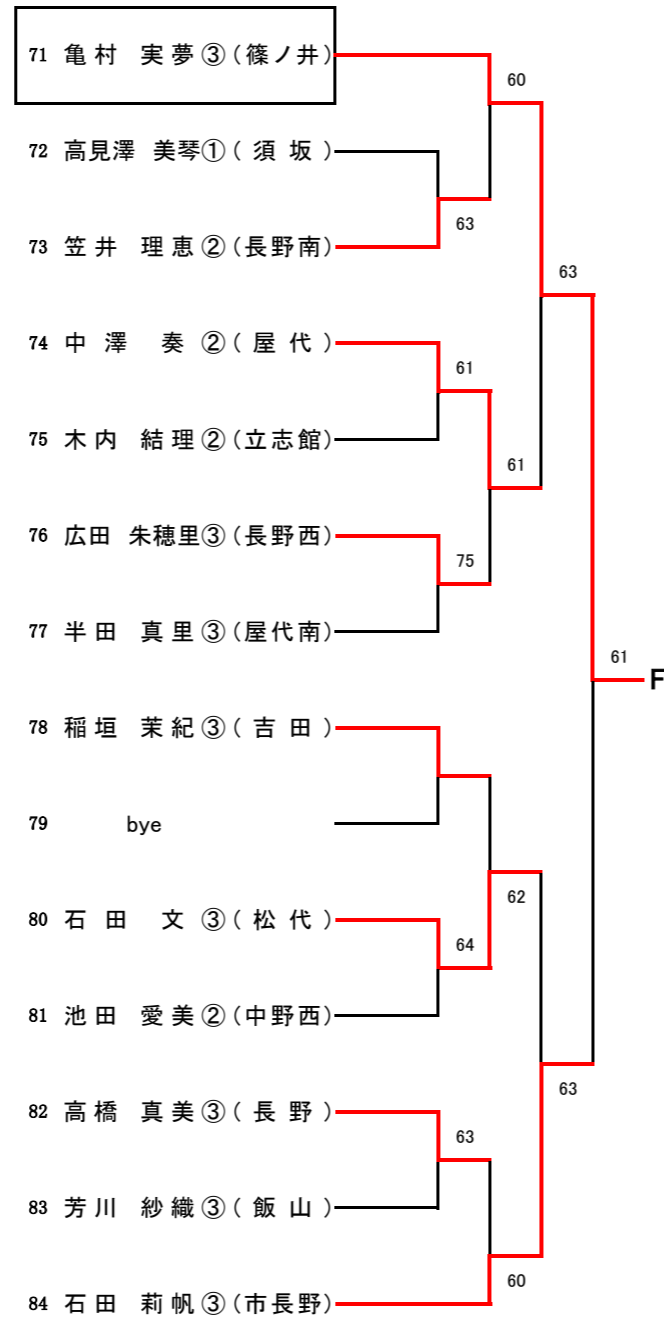 71 亀村 実夢③(篠ノ井)
60
72 高見澤 美琴①(須坂)
63
73 笠井 理恵②(長野南)
63
74 中澤 奏②(屋代)
61
75 木内 結理②(立志館)
61
76 広田 朱穂里③(長野西)
75
77 半田 真里③(屋代南)
61
F
78 稲垣 茉紀③(吉田)
79 bye
62
80 石田 文③(松代)
64
81 池田 愛美②(中野西)
63
82 高橋 真美③(長野)
63
83 芳川 紗織③(飯山)
60
84 石田 莉帆③(市長野)